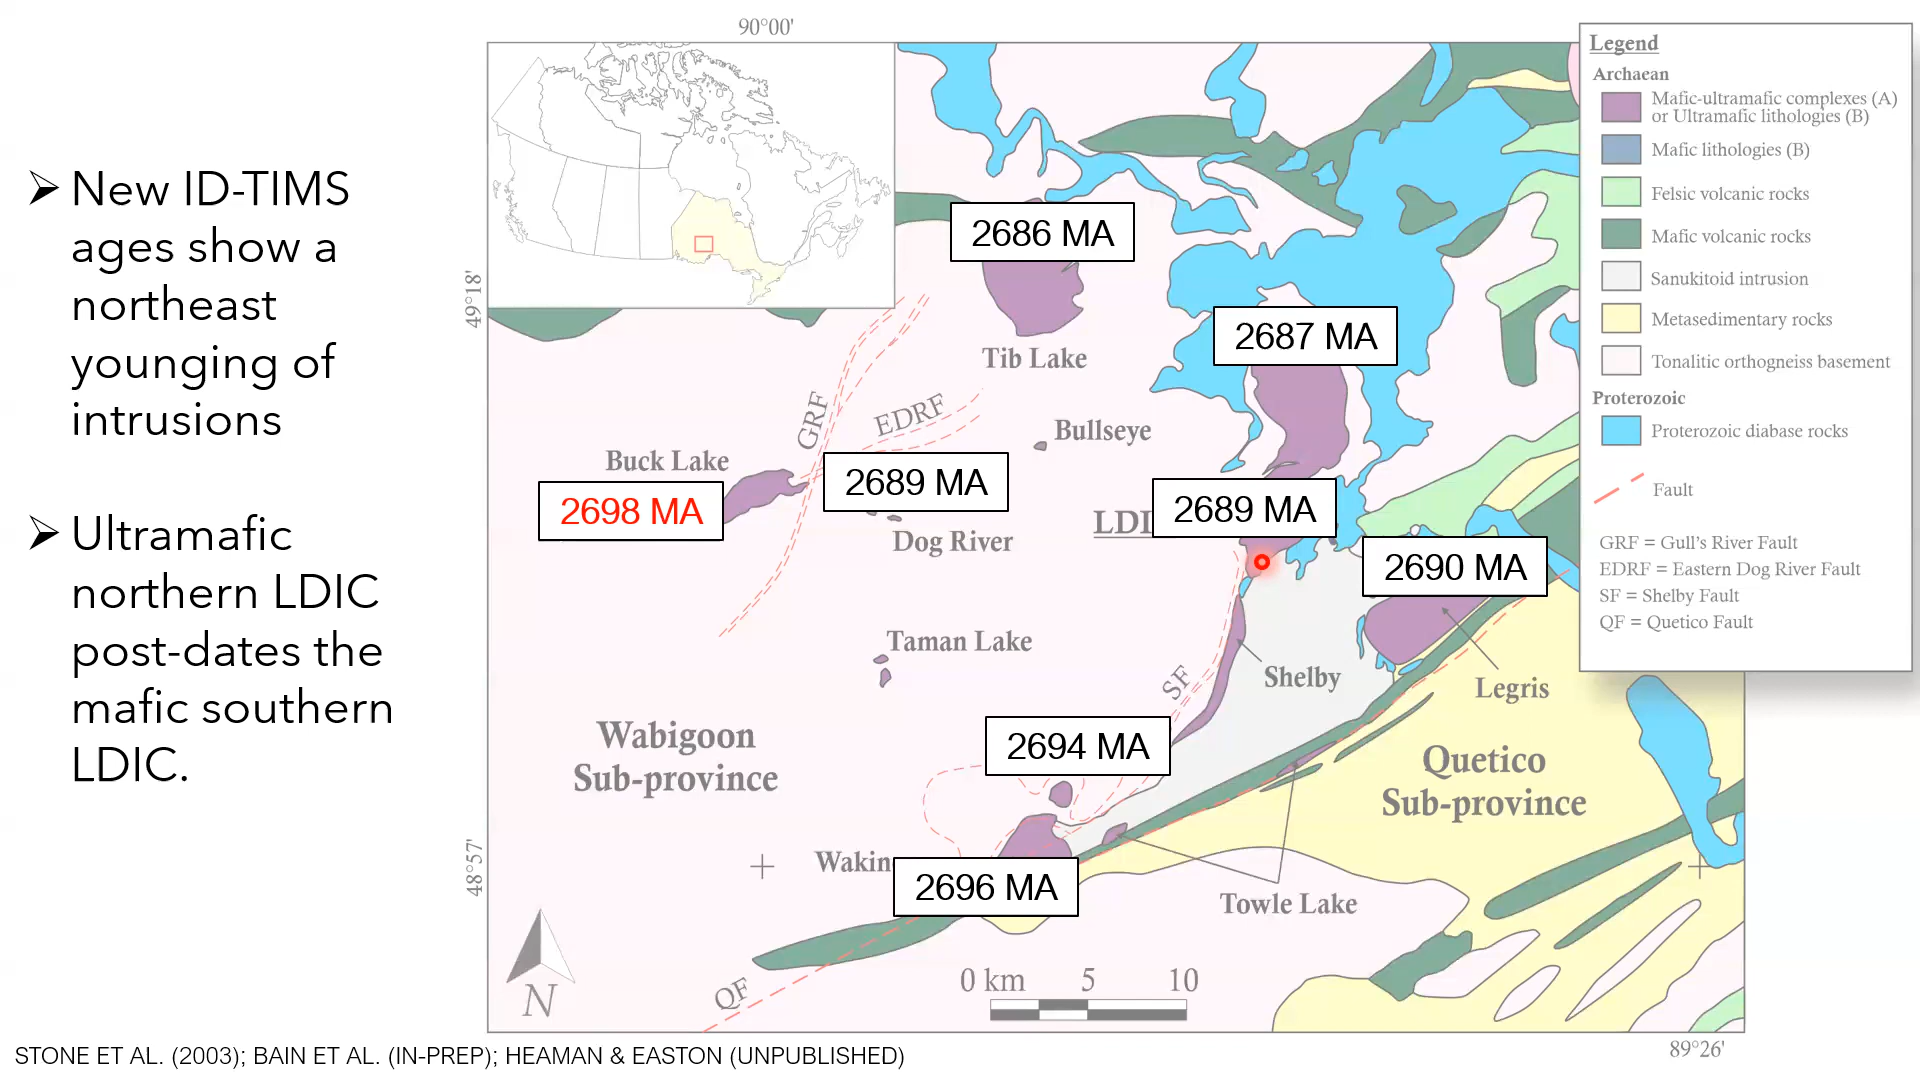 ➢ New ID-TIMS
ages show a
northeast
younging of
intrusions
➢ Ultramafic
northern LDIC
post-dates the
mafic southern
LDIC.
90°00'
49°18'
48°57'
89°26'
2686 MA
Tib Lake
2687 MA
GRF
EDRF
Bullseye
Buck Lake
2698 MA
2689 MA
Dog River
LDI
2689 MA
2690 MA
Taman Lake
SF
Shelby
Legris
Wabigoon
Sub-province
2694 MA
Quetico
Sub-province
Wakin
2696 MA
Towle Lake
QF
N
0 km 5 10
Legend
Archaean
Mafic-ultramafic complexes (A)
or Ultramafic lithologies (B)
Mafic lithologies (B)
Felsic volcanic rocks
Mafic volcanic rocks
Sanukitoid intrusion
Metasedimentary rocks
Tonalitic orthogneiss basement
Proterozoic
Proterozoic diabase rocks
Fault
GRF = Gull's River Fault
EDRF = Eastern Dog River Fault
SF = Shelby Fault
QF = Quetico Fault
STONE ET AL. (2003); BAIN ET AL. (IN-PREP); HEAMAN & EASTON (UNPUBLISHED)